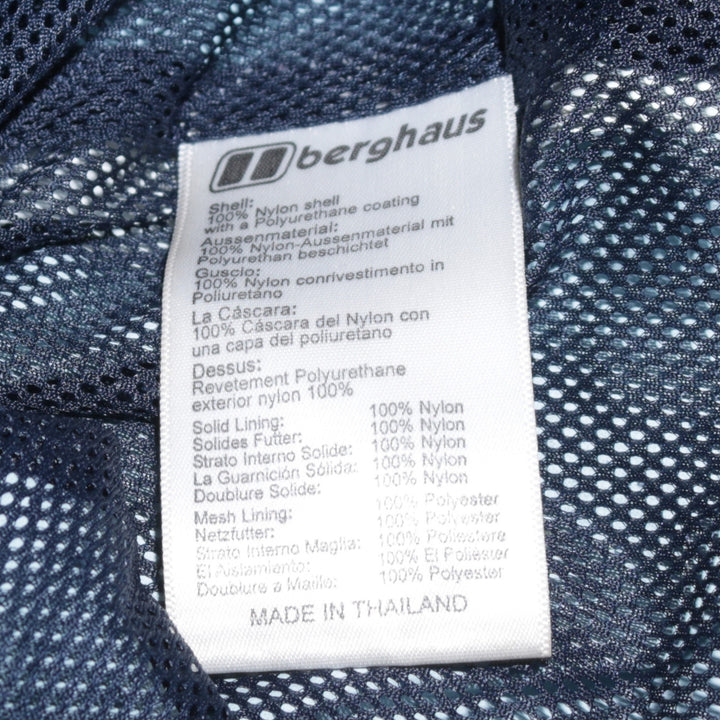 berghaus
Shell:
100% Nylon shell
with a Polyurethane coating
Aussenmaterial:
100% Nylon-Aussenmaterial mit
Polyurethan beschichtet
Guscio:
100% Nylon conrivestimento in
Poliuretano
La Cáscara:
100% Cáscara del Nylon con
una capa del poliuretano
Dessus:
Revetement Polyurethane
exterior nylon 100%
Solid Lining: 100% Nylon
Solides Futter: 100% Nylon
Strato Interno Solide: 100% Nylon
La Guarnición Sólida: 100% Nylon
Doublure Solide: 100% Nylon
Mesh Lining: 100% Polyester
Netzfutter: 100% Polyester
Strato Interno Maglia: 100% Poliestere
El Aislamiento: 100% El Poliéster
Doublure a Maille: 100% Polyester
MADE IN THAILAND